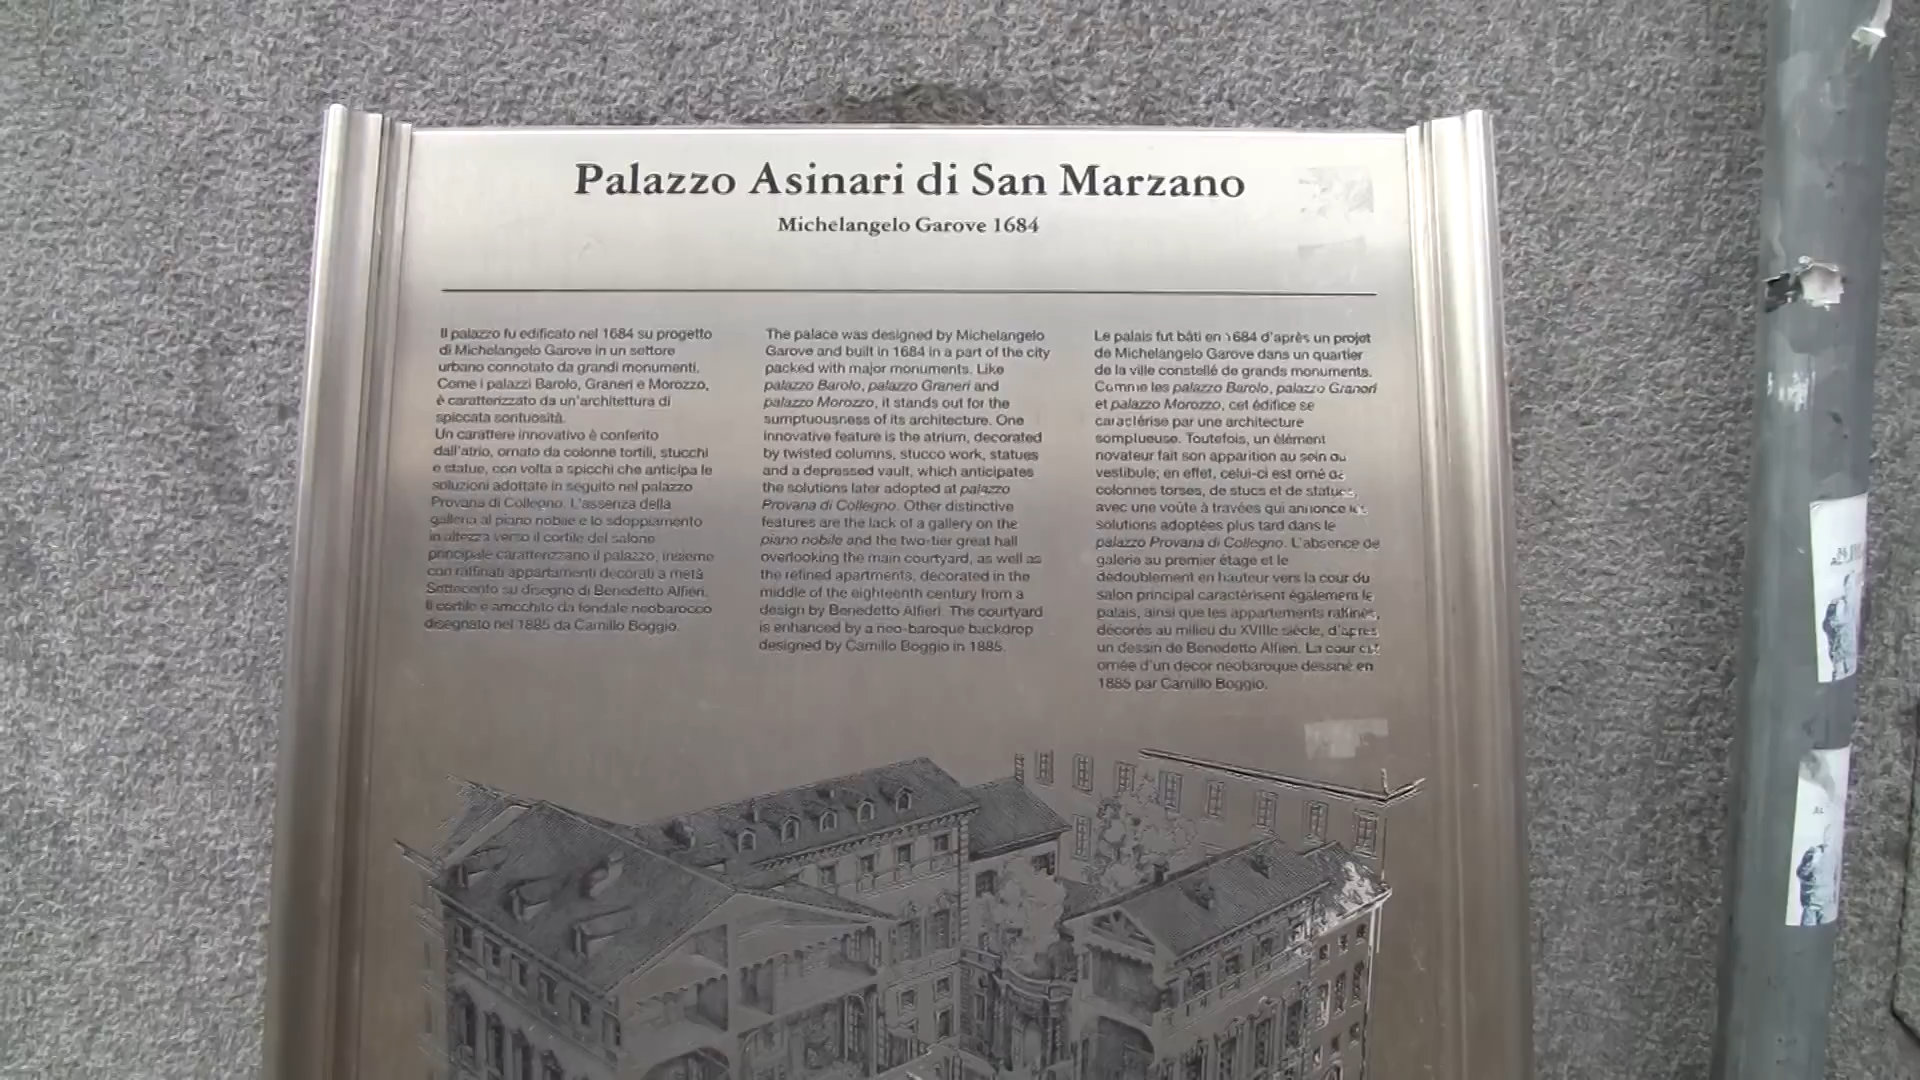 Palazzo Asinari di San Marzano
Michelangelo Garove 1684
Il palazzo fu edificato nel 1684 su progetto
di Michelangelo Garove in un settore
urbano connotato da grandi monumenti.
Come i palazzi Barolo, Graneri e Morozzo,
è caratterizzato da un'architettura di
spiccata sontuosità.
Un carattere innovativo è conferito
dall'atrio, ornato da colonne tortili, stucchi
e statue, con volta a spicchi che anticipa le
soluzioni adottate in seguito nel palazzo
Provana di Collegno. L'assenza della
galleria al piano nobile e lo sdoppiamento
in altezza verso il cortile del salone
principale caratterizzano il palazzo, insieme
con raffinati appartamenti decorati a metà
Settecento su disegno di Benedetto Alfieri.
Il cortile è arricchito da fondale neobarocco
disegnato nel 1885 da Camillo Boggio.
The palace was designed by Michelangelo
Garove and built in 1684 in a part of the city
packed with major monuments. Like
palazzo Barolo, palazzo Graneri and
palazzo Morozzo, it stands out for the
sumptuousness of its architecture. One
innovative feature is the atrium, decorated
by twisted columns, stucco work, statues
and a depressed vault, which anticipates
the solutions later adopted at palazzo
Provana di Collegno. Other distinctive
features are the lack of a gallery on the
piano nobile and the two-tier great hall
overlooking the main courtyard, as well as
the refined apartments, decorated in the
middle of the eighteenth century from a
design by Benedetto Alfieri. The courtyard
is enhanced by a neo-baroque backdrop
designed by Camillo Boggio in 1885.
Le palais fut bâti en 1684 d'après un projet
de Michelangelo Garove dans un quartier
de la ville constellé de grands monuments.
Comme les palazzo Barolo, palazzo Graneri
et palazzo Morozzo, cet édifice se
caractérise par une architecture
somptueuse. Toutefois, un élément
novateur fait son apparition au sein du
vestibule; en effet, celui-ci est orné de
colonnes torses, de stucs et de statues,
avec une voûte à travées qui annonce les
solutions adoptées plus tard dans le
palazzo Provana di Collegno. L'absence de
galerie au premier étage et le
dédoublement en hauteur vers la cour du
salon principal caractérisent également le
palais, ainsi que les appartements raffinés,
décorés au milieu du XVIIIe siècle, d'après
un dessin de Benedetto Alfieri. La cour est
ornée d'un décor néobaroque dessiné en
1885 par Camillo Boggio.